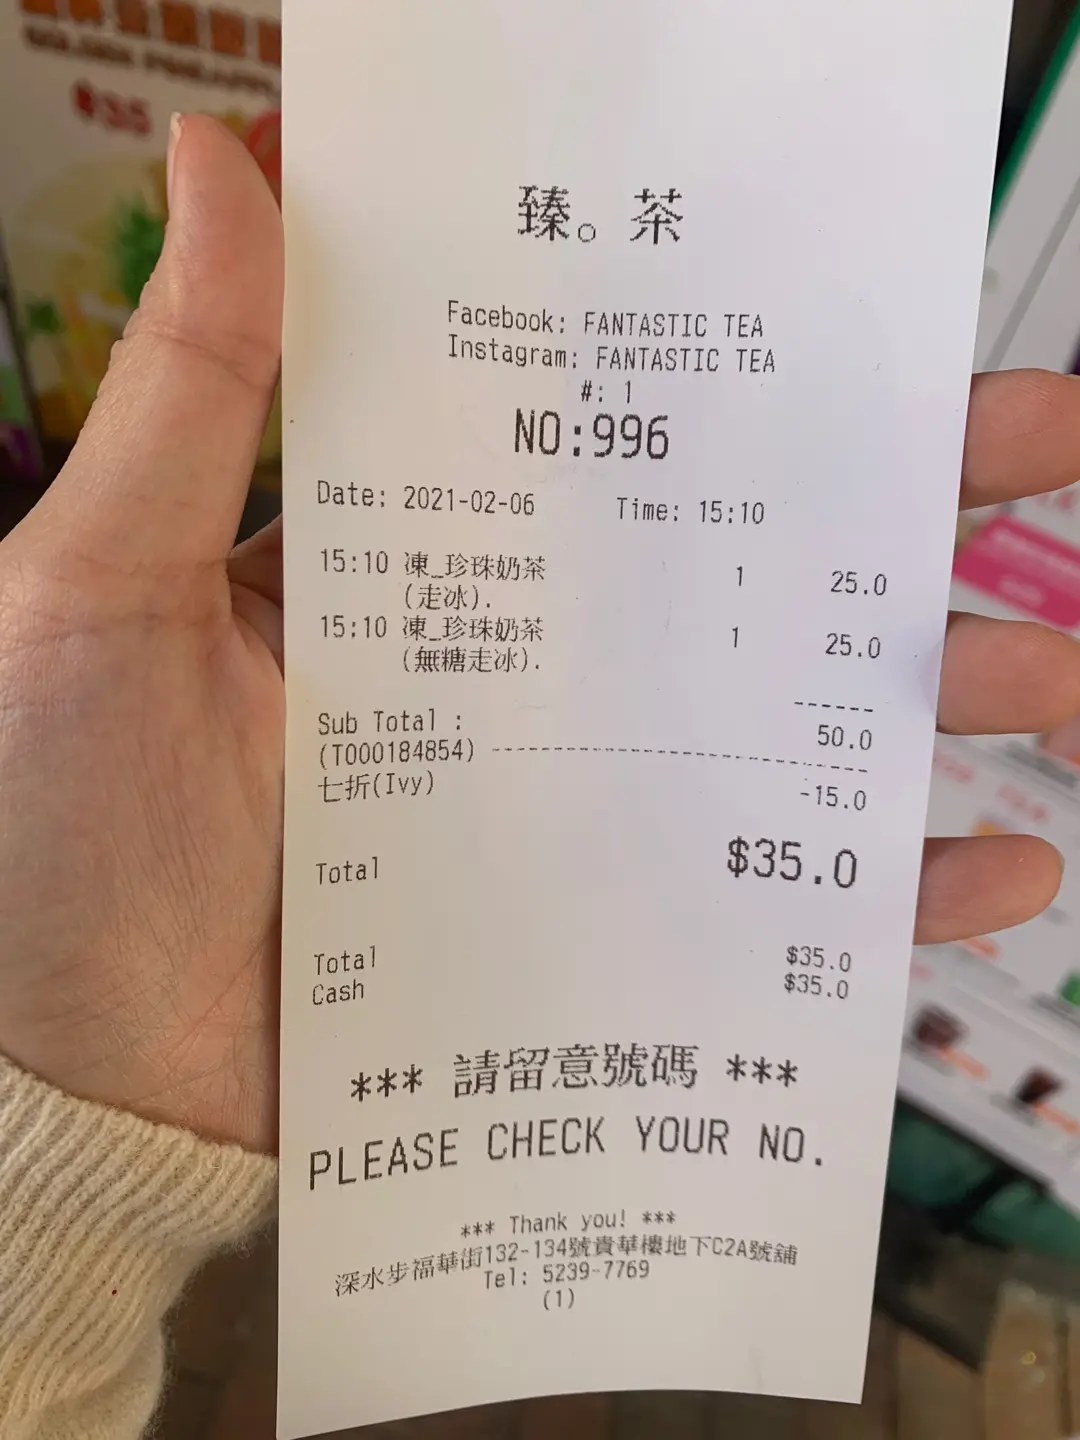 $35
臻。茶
Facebook: FANTASTIC TEA
Instagram: FANTASTIC TEA
#: 1
NO:996
Date: 2021-02-06 Time: 15:10
15:10 凍_珍珠奶茶 1 25.0
(走冰).
15:10 凍_珍珠奶茶 1 25.0
(無糖走冰).
------
Sub Total : 50.0
(T000184854) ------------------------------
七折(Ivy) -15.0
Total $35.0
Total $35.0
Cash $35.0
*** 請留意號碼 ***
PLEASE CHECK YOUR NO.
*** Thank you! ***
深水步福華街132-134號貴華樓地下C2A號舖
Tel: 5239-7769
(1)